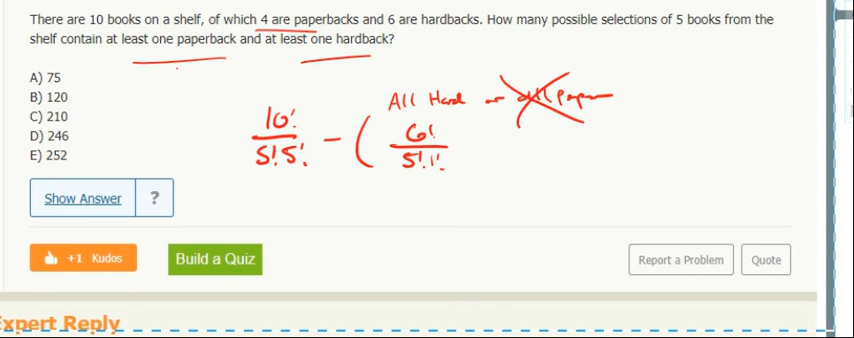 There are 10 books on a shelf, of which 4 are paperbacks and 6 are hardbacks. How many possible selections of 5 books from the
shelf contain at least one paperback and at least one hardback?
A) 75
B) 120
C) 210
D) 246
E) 252
All Hard or all paper
10! / 5! 5! - ( 6! / 5! 1!
Show Answer ?
+1 Kudos
Build a Quiz
Report a Problem
Quote
Expert Reply